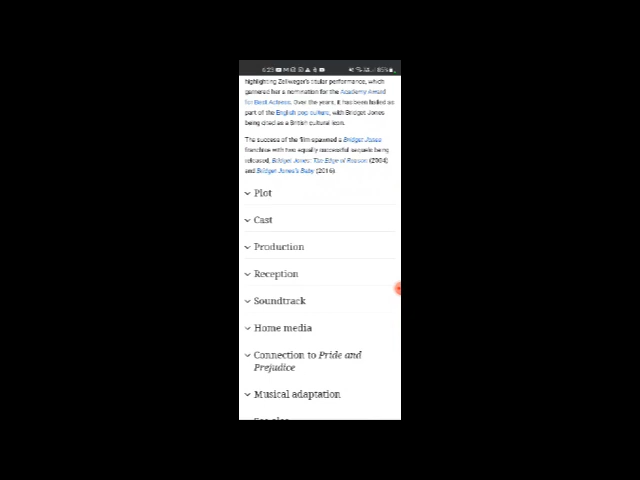 highlighting Zellweger's titular performance, which
garnered her a nomination for the Academy Award
for Best Actress. Over the years, it has been hailed as
part of the English pop culture, with Bridget Jones
being cited as a British cultural icon.
The success of the film spawned a Bridget Jones
franchise with two equally successful sequels being
released, Bridget Jones: The Edge of Reason (2004)
and Bridget Jones's Baby (2016).
Plot
Cast
Production
Reception
Soundtrack
Home media
Connection to Pride and
Prejudice
Musical adaptation